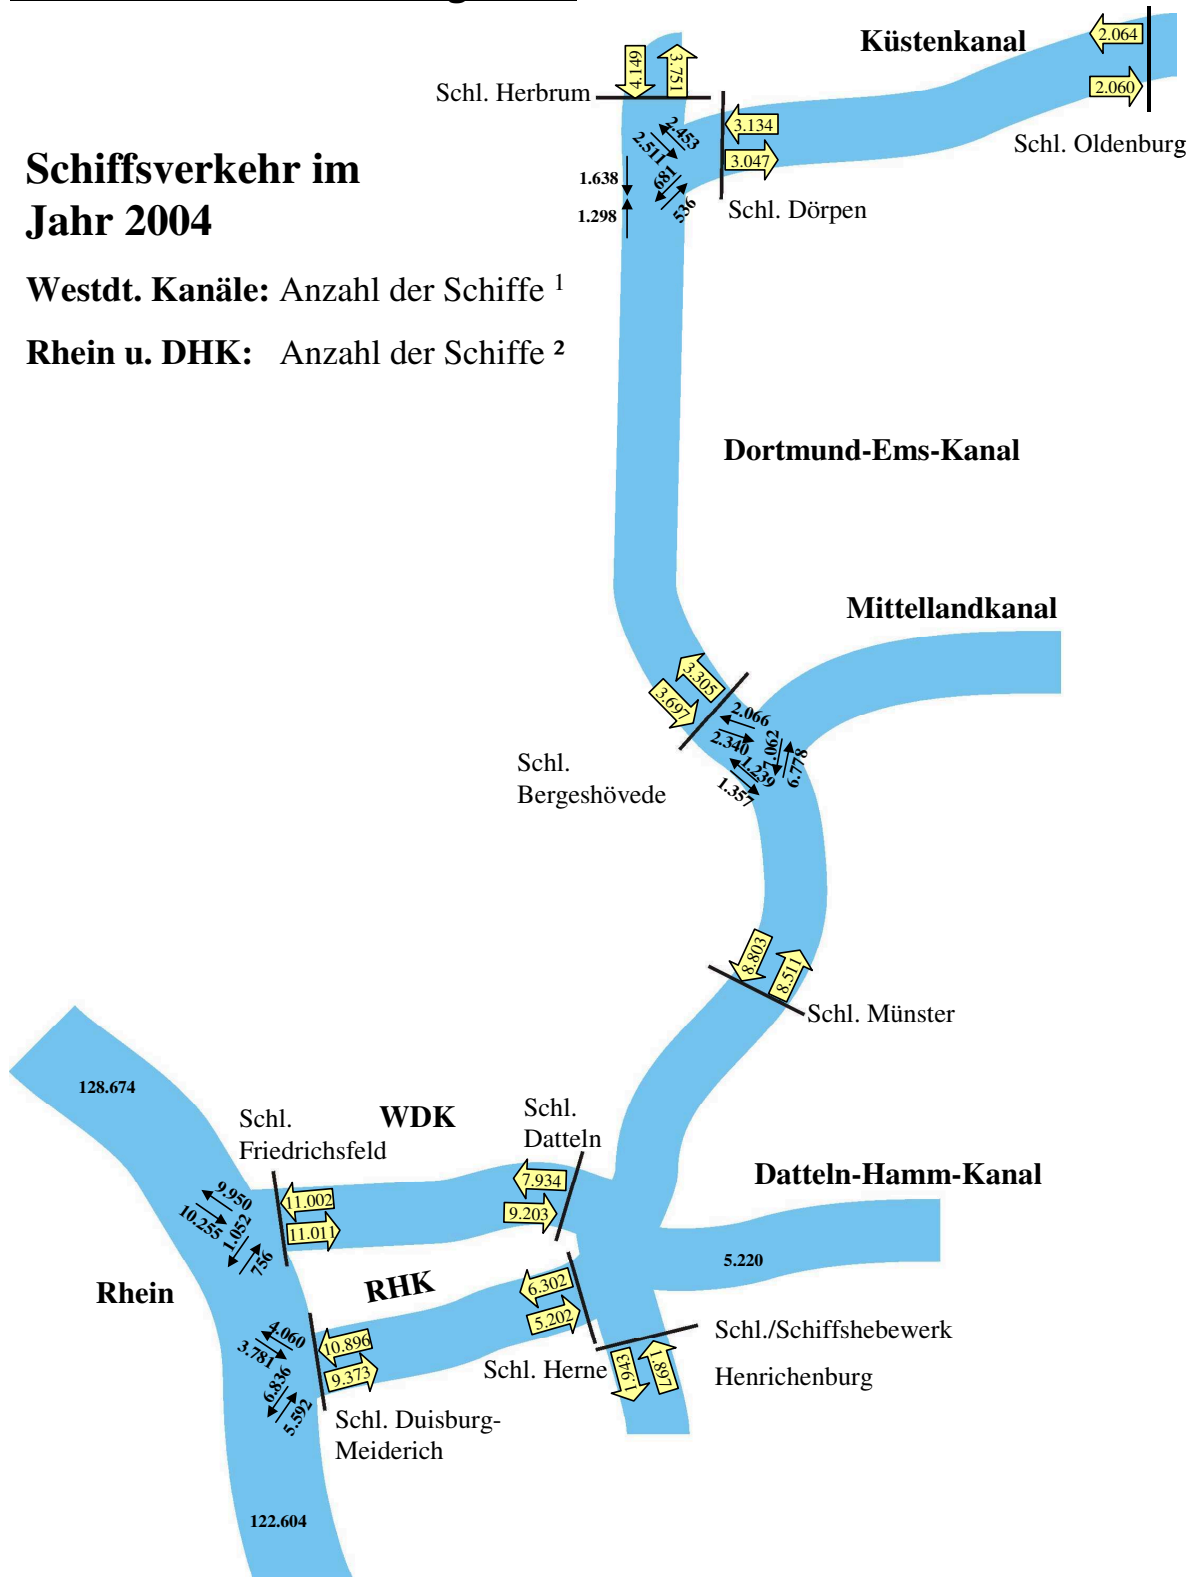 Küstenkanal
2.064
2.060
4.149
3.751
Schl. Herbrum
Schl. Oldenburg
3.134
3.047
2.453
2.511
681
536
1.638
1.298
Schl. Dörpen
Schiffsverkehr im
Jahr 2004
Westdt. Kanäle: Anzahl der Schiffe ¹
Rhein u. DHK: Anzahl der Schiffe ²
Dortmund-Ems-Kanal
Mittellandkanal
3.305
3.697
2.066
2.340
7.062
6.778
1.239
1.357
Schl.
Bergeshövede
8.803
8.511
Schl. Münster
128.674
Schl.
Friedrichsfeld
WDK
Schl.
Datteln
7.934
9.203
Datteln-Hamm-Kanal
9.950
10.255
1.052
756
11.002
11.011
5.220
Rhein
RHK
6.302
5.202
4.060
3.781
6.836
5.592
10.896
9.373
Schl. Herne
1.943
1.897
Schl./Schiffshebewerk
Henrichenburg
Schl. Duisburg-
Meiderich
122.604